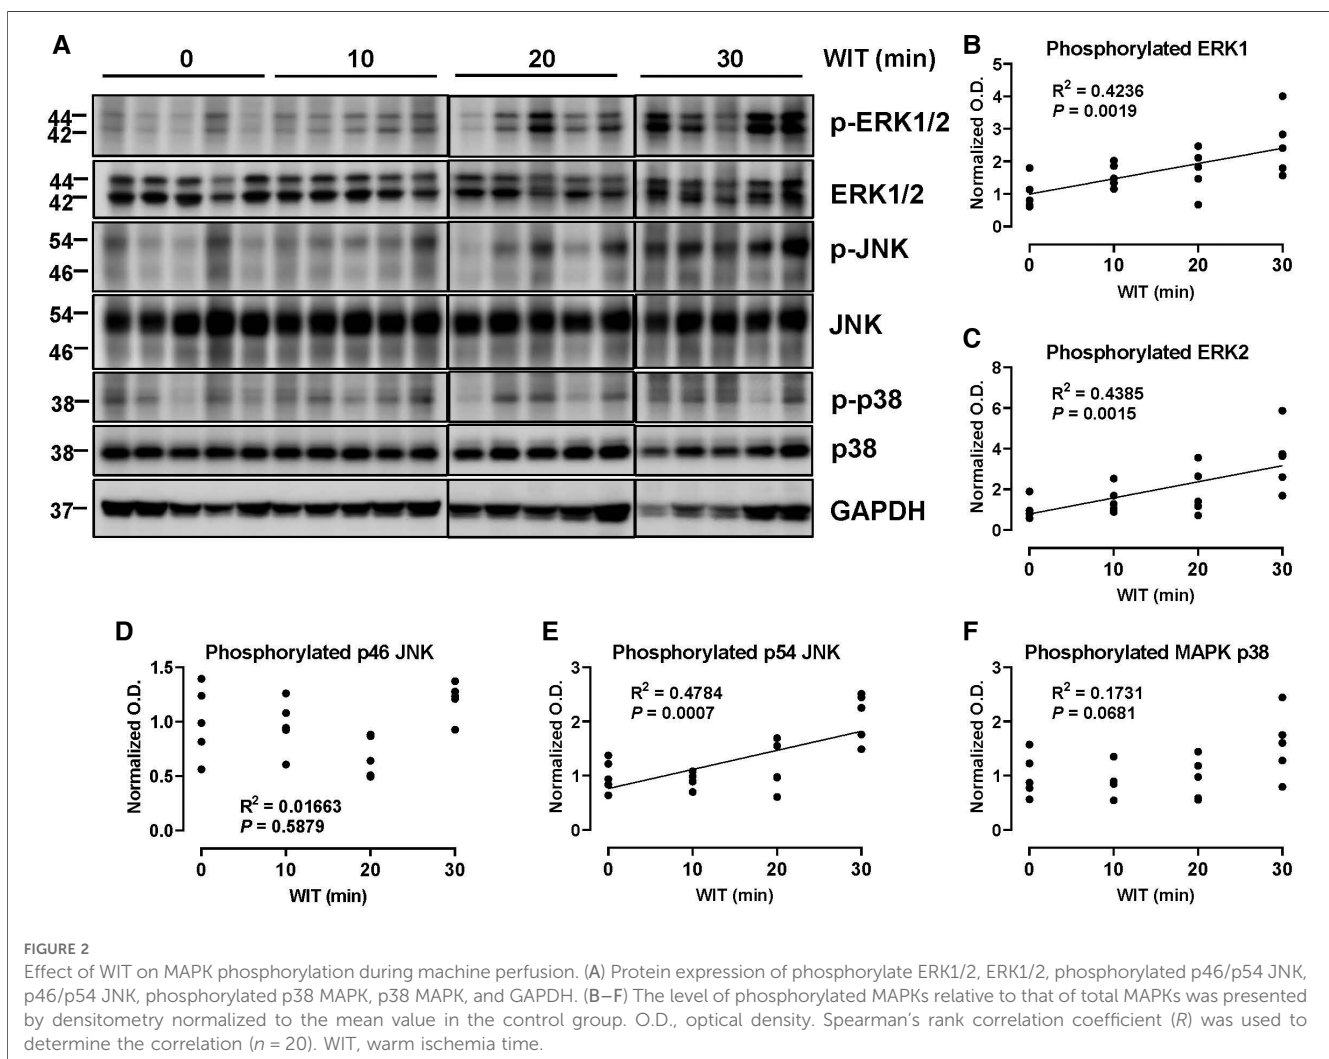 A
0 10 20 30 WIT (min)
44
42
p-ERK1/2
44
42
ERK1/2
54
46
p-JNK
54
46
JNK
38
p-p38
38
p38
37
GAPDH
B
Phosphorylated ERK1
Normalized O.D.
5
4
3
2
1
0
R² = 0.4236
P = 0.0019
0 10 20 30
WIT (min)
C
Phosphorylated ERK2
Normalized O.D.
8
6
4
2
0
R² = 0.4385
P = 0.0015
0 10 20 30
WIT (min)
D
Phosphorylated p46 JNK
Normalized O.D.
1.5
1.0
0.5
0.0
R² = 0.01663
P = 0.5879
0 10 20 30
WIT (min)
E
Phosphorylated p54 JNK
Normalized O.D.
3
2
1
0
R² = 0.4784
P = 0.0007
0 10 20 30
WIT (min)
F
Phosphorylated MAPK p38
Normalized O.D.
3
2
1
0
R² = 0.1731
P = 0.0681
0 10 20 30
WIT (min)
FIGURE 2
Effect of WIT on MAPK phosphorylation during machine perfusion. (A) Protein expression of phosphorylate ERK1/2, ERK1/2, phosphorylated p46/p54 JNK,
p46/p54 JNK, phosphorylated p38 MAPK, p38 MAPK, and GAPDH. (B–F) The level of phosphorylated MAPKs relative to that of total MAPKs was presented
by densitometry normalized to the mean value in the control group. O.D., optical density. Spearman's rank correlation coefficient (R) was used to
determine the correlation (n = 20). WIT, warm ischemia time.